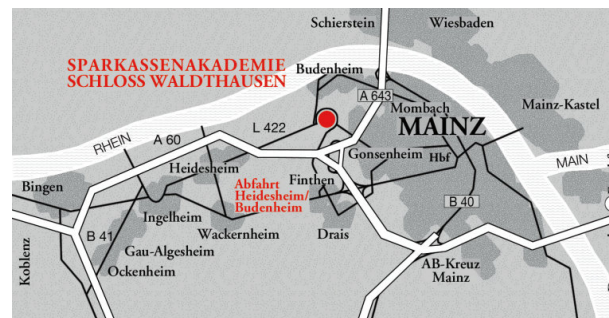 Schierstein
Wiesbaden
SPARKASSENAKADEMIE
SCHLOSS WALDTHAUSEN
Budenheim
A 643
Mombach
Mainz-Kastel
MAINZ
RHEIN
A 60
L 422
Hbf
MAIN
Gonsenheim
Heidesheim
Finthen
Bingen
Abfahrt
Heidesheim/
Budenheim
B 40
Ingelheim
Wackernheim
Drais
Koblenz
B 41
Gau-Algesheim
Ockenheim
AB-Kreuz
Mainz